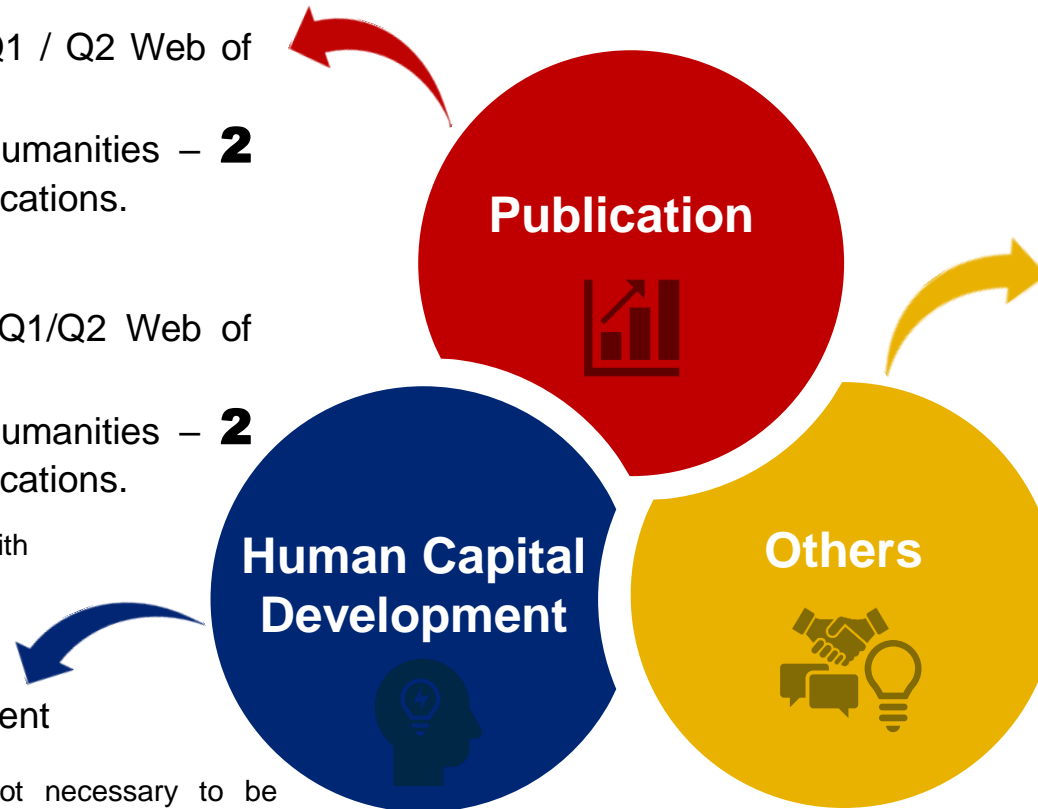 Q1 / Q2 Web of
umanities – 2
cations.
Q1/Q2 Web of
umanities – 2
cations.
ith
ent
ot necessary to be
Publication
Human Capital
Development
Others